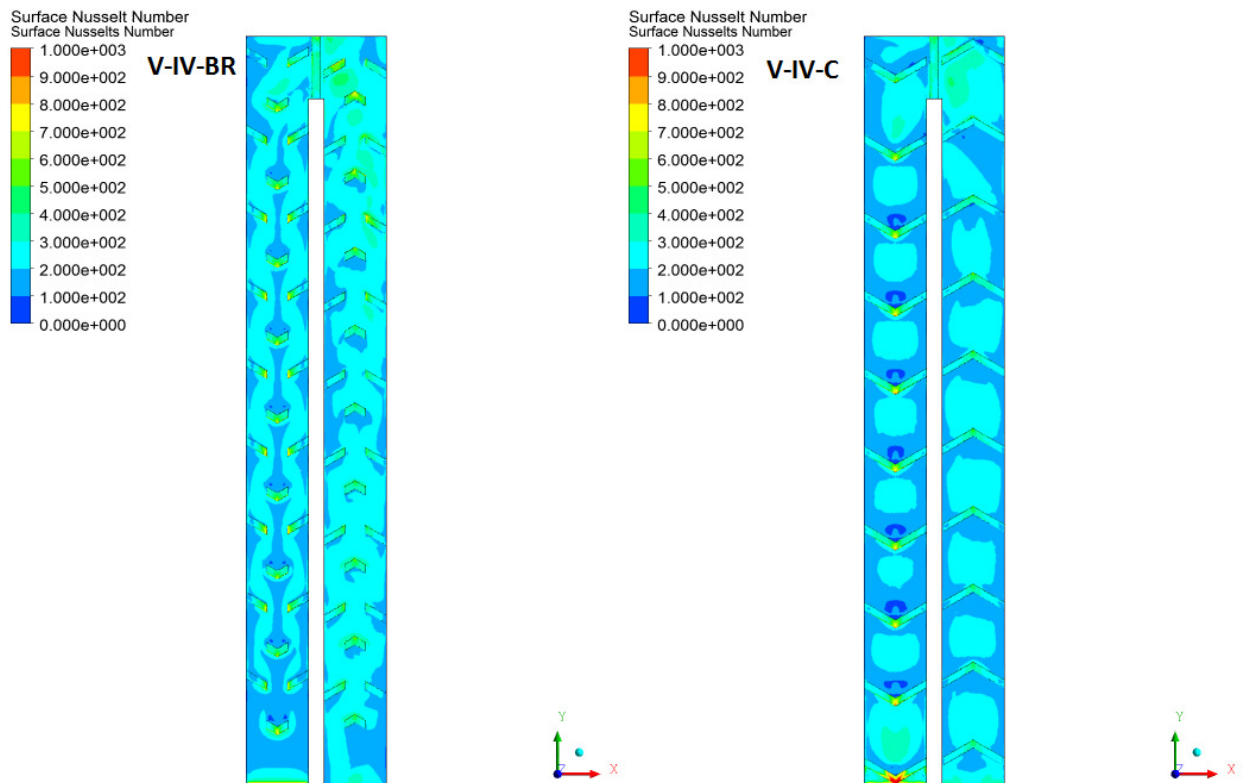 Surface Nusselt Number
Surface Nusselts Number
1.000e+003
9.000e+002
8.000e+002
7.000e+002
6.000e+002
5.000e+002
4.000e+002
3.000e+002
2.000e+002
1.000e+002
0.000e+000
V-IV-BR
Y
Z
X
Surface Nusselt Number
Surface Nusselts Number
1.000e+003
9.000e+002
8.000e+002
7.000e+002
6.000e+002
5.000e+002
4.000e+002
3.000e+002
2.000e+002
1.000e+002
0.000e+000
V-IV-C
Y
Z
X